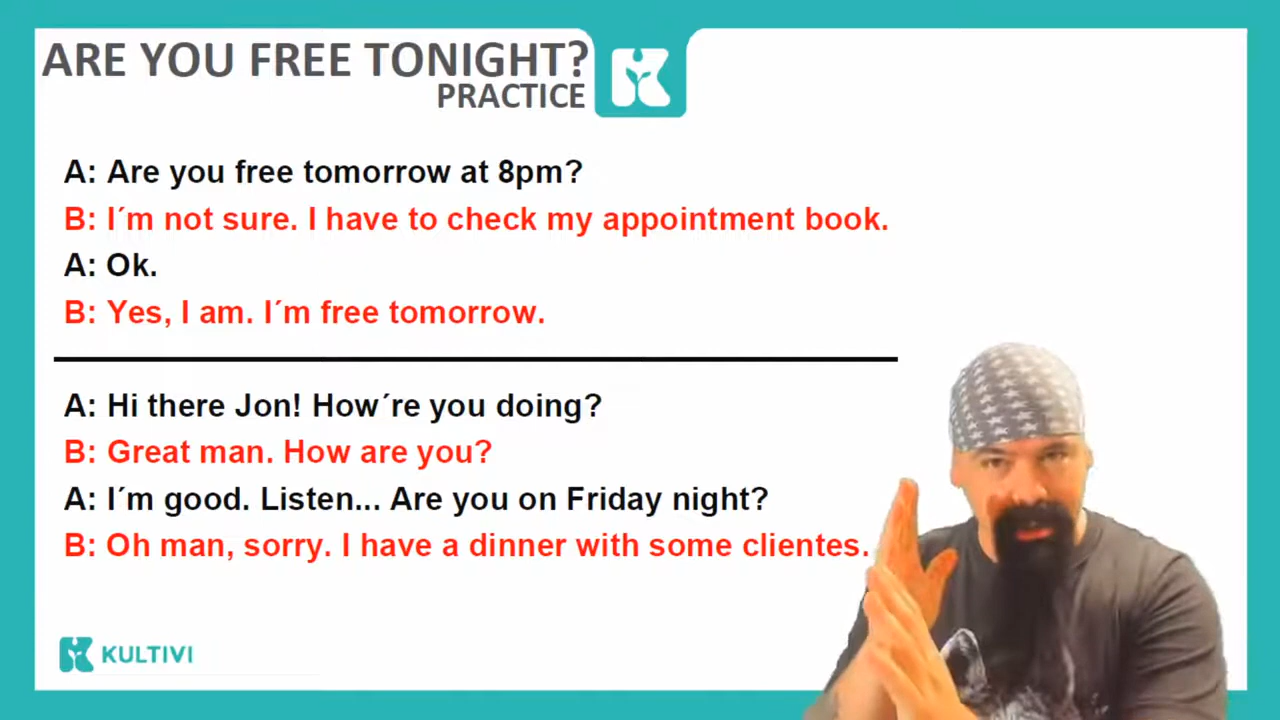 ARE YOU FREE TONIGHT?
PRACTICE
A: Are you free tomorrow at 8pm?
B: I´m not sure. I have to check my appointment book.
A: Ok.
B: Yes, I am. I´m free tomorrow.
A: Hi there Jon! How´re you doing?
B: Great man. How are you?
A: I´m good. Listen... Are you on Friday night?
B: Oh man, sorry. I have a dinner with some clientes.
KULTIVI